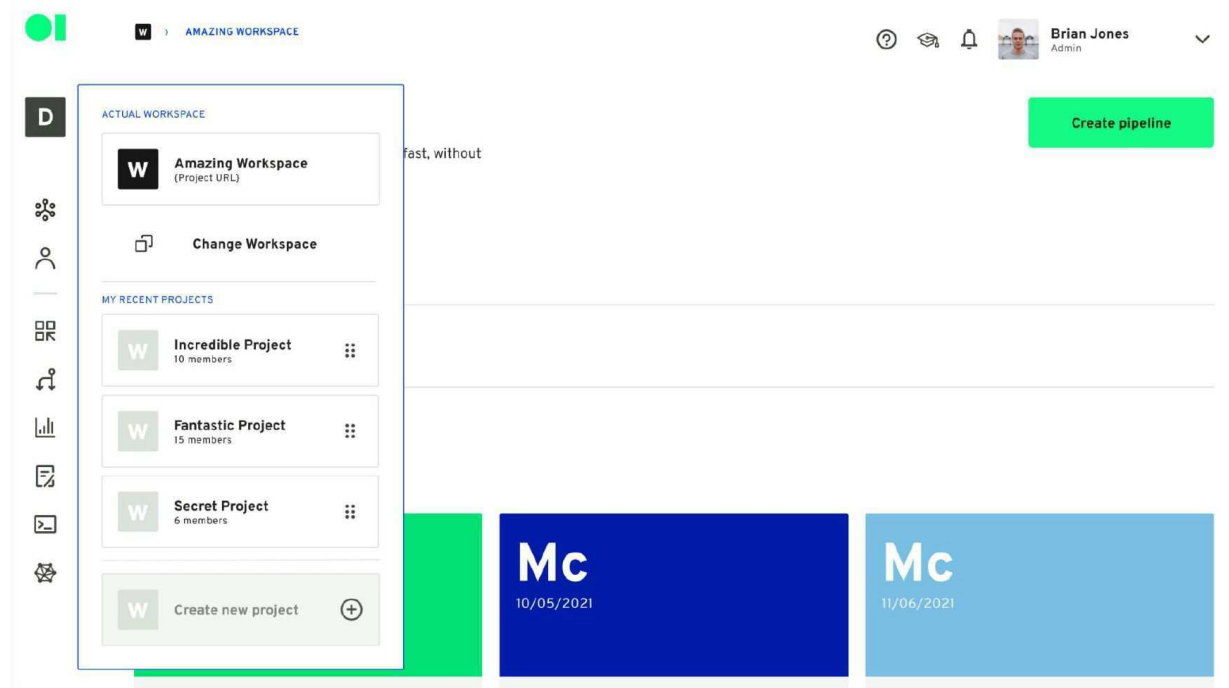 W › AMAZING WORKSPACE
Brian Jones
Admin
D
ACTUAL WORKSPACE
W
Amazing Workspace
(Project URL)
Change Workspace
fast, without
Create pipeline
MY RECENT PROJECTS
W
Incredible Project
10 members
W
Fantastic Project
15 members
W
Secret Project
6 members
W
Create new project
Mc
10/05/2021
Mc
11/06/2021